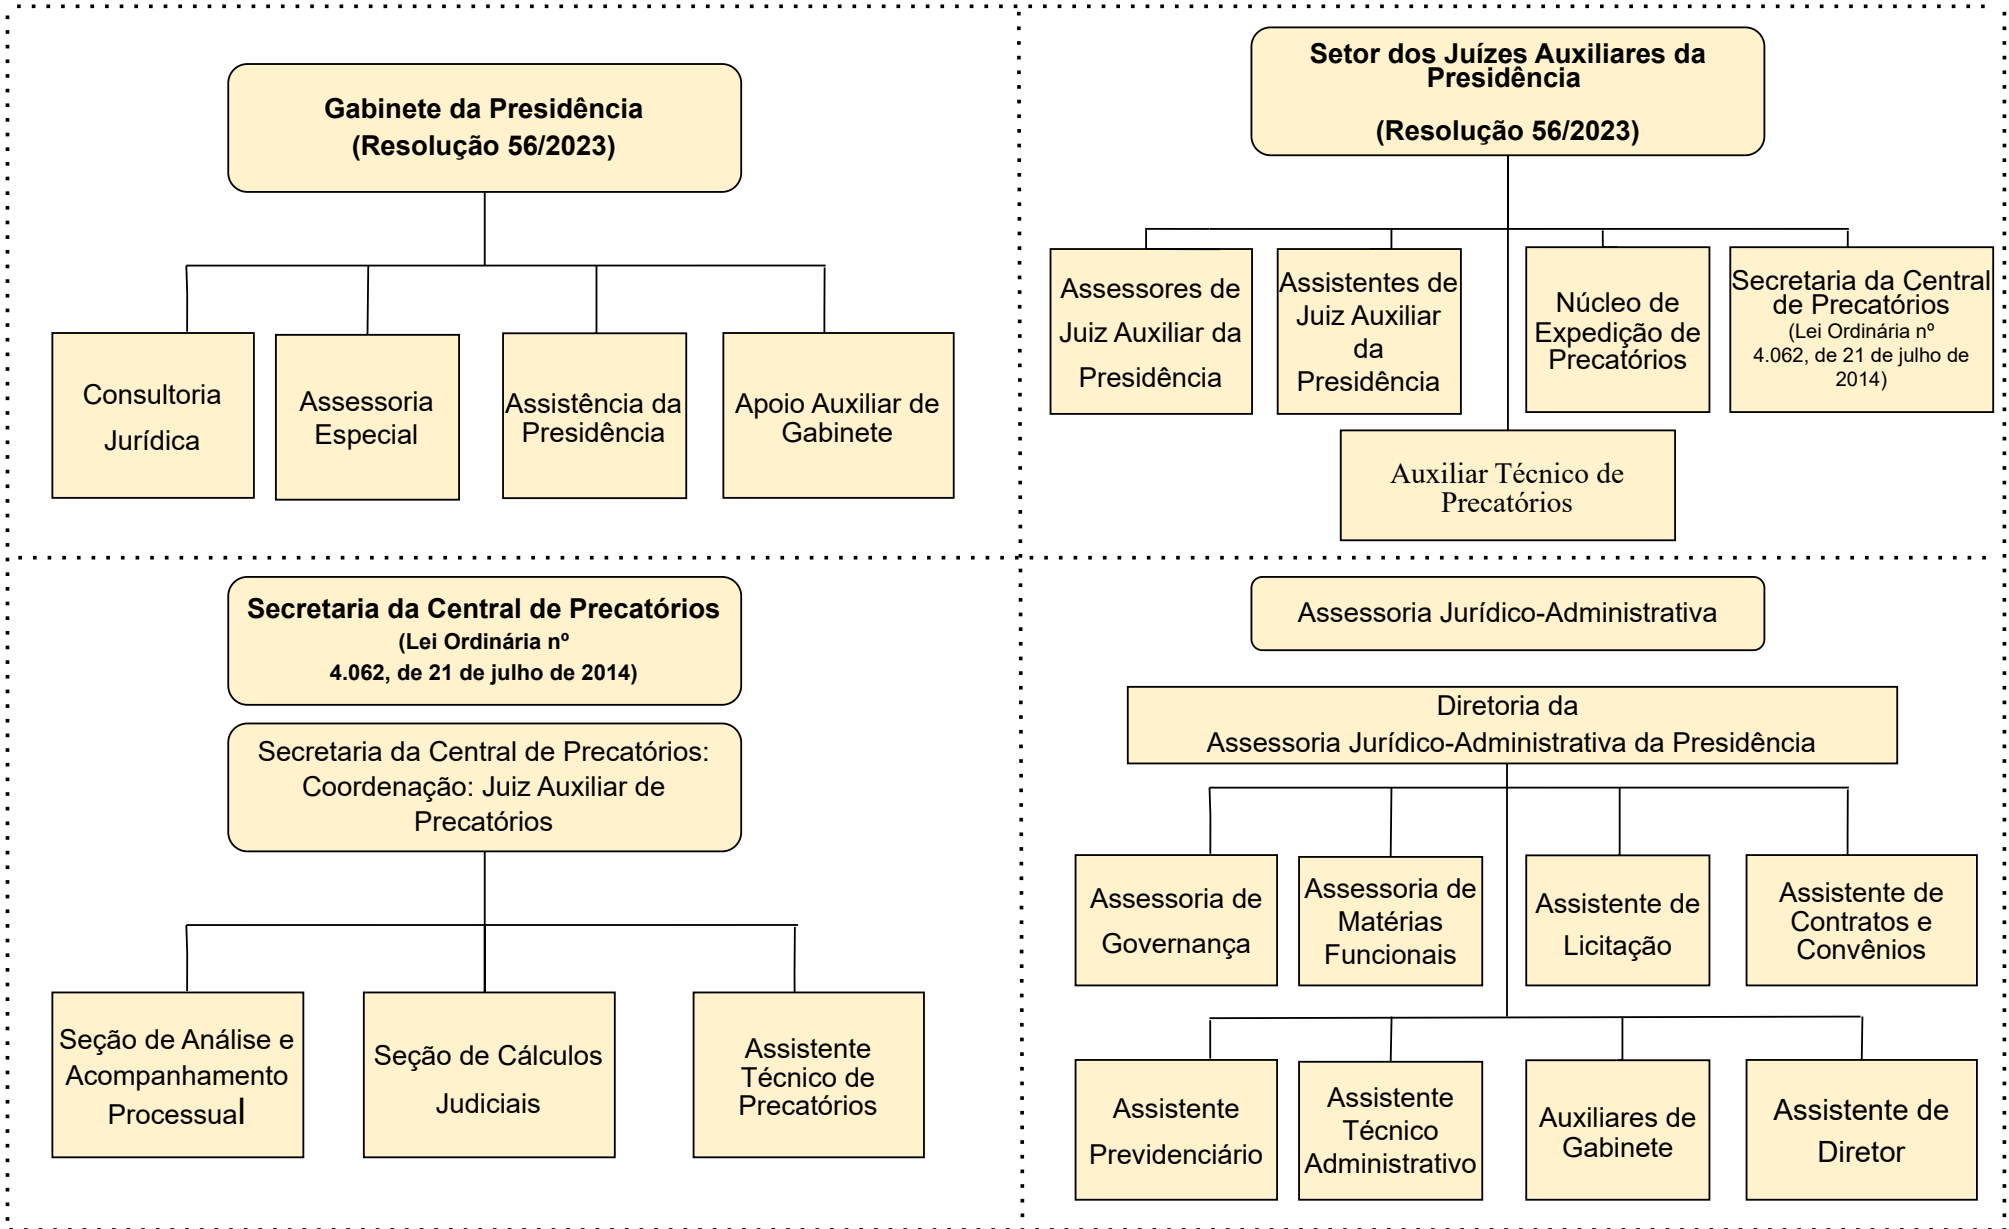 Gabinete da Presidência
(Resolução 56/2023)
Consultoria
Jurídica
Assessoria
Especial
Assistência da
Presidência
Apoio Auxiliar de
Gabinete
Setor dos Juízes Auxiliares da
Presidência
(Resolução 56/2023)
Assessores de
Juiz Auxiliar da
Presidência
Assistentes de
Juiz Auxiliar
da
Presidência
Núcleo de
Expedição de
Precatórios
Secretaria da Central
de Precatórios
(Lei Ordinária nº
4.062, de 21 de julho de
2014)
Auxiliar Técnico de
Precatórios
Secretaria da Central de Precatórios
(Lei Ordinária nº
4.062, de 21 de julho de 2014)
Secretaria da Central de Precatórios:
Coordenação: Juiz Auxiliar de
Precatórios
Seção de Análise e
Acompanhamento
Processual
Seção de Cálculos
Judiciais
Assistente
Técnico de
Precatórios
Assessoria Jurídico-Administrativa
Diretoria da
Assessoria Jurídico-Administrativa da Presidência
Assessoria de
Governança
Assessoria de
Matérias
Funcionais
Assistente de
Licitação
Assistente de
Contratos e
Convênios
Assistente
Previdenciário
Assistente
Técnico
Administrativo
Auxiliares de
Gabinete
Assistente de
Diretor